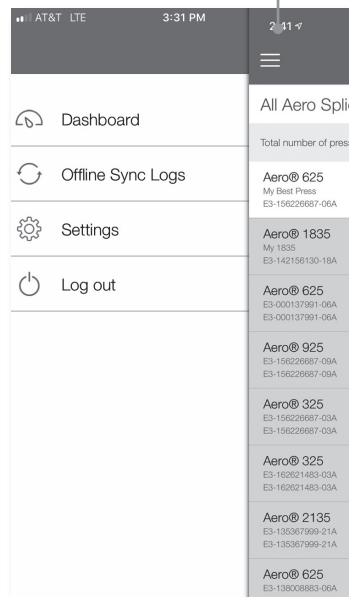 AT&T LTE 3:31 PM
Dashboard
Offline Sync Logs
Settings
Log out
All Aero
Total number of
Aero® 625
My Best Press
E3-156226687-06A
Aero® 1835
My 1835
E3-142156130-18A
Aero® 625
E3-000137991-06A
E3-000137991-06A
Aero® 925
E3-156226687-09A
E3-156226687-09A
Aero® 325
E3-156226687-03A
E3-156226687-03A
Aero® 325
E3-162621483-03A
E3-162621483-03A
Aero® 2135
E3-135367999-21A
E3-135367999-21A
Aero® 625
E3-138008883-06A